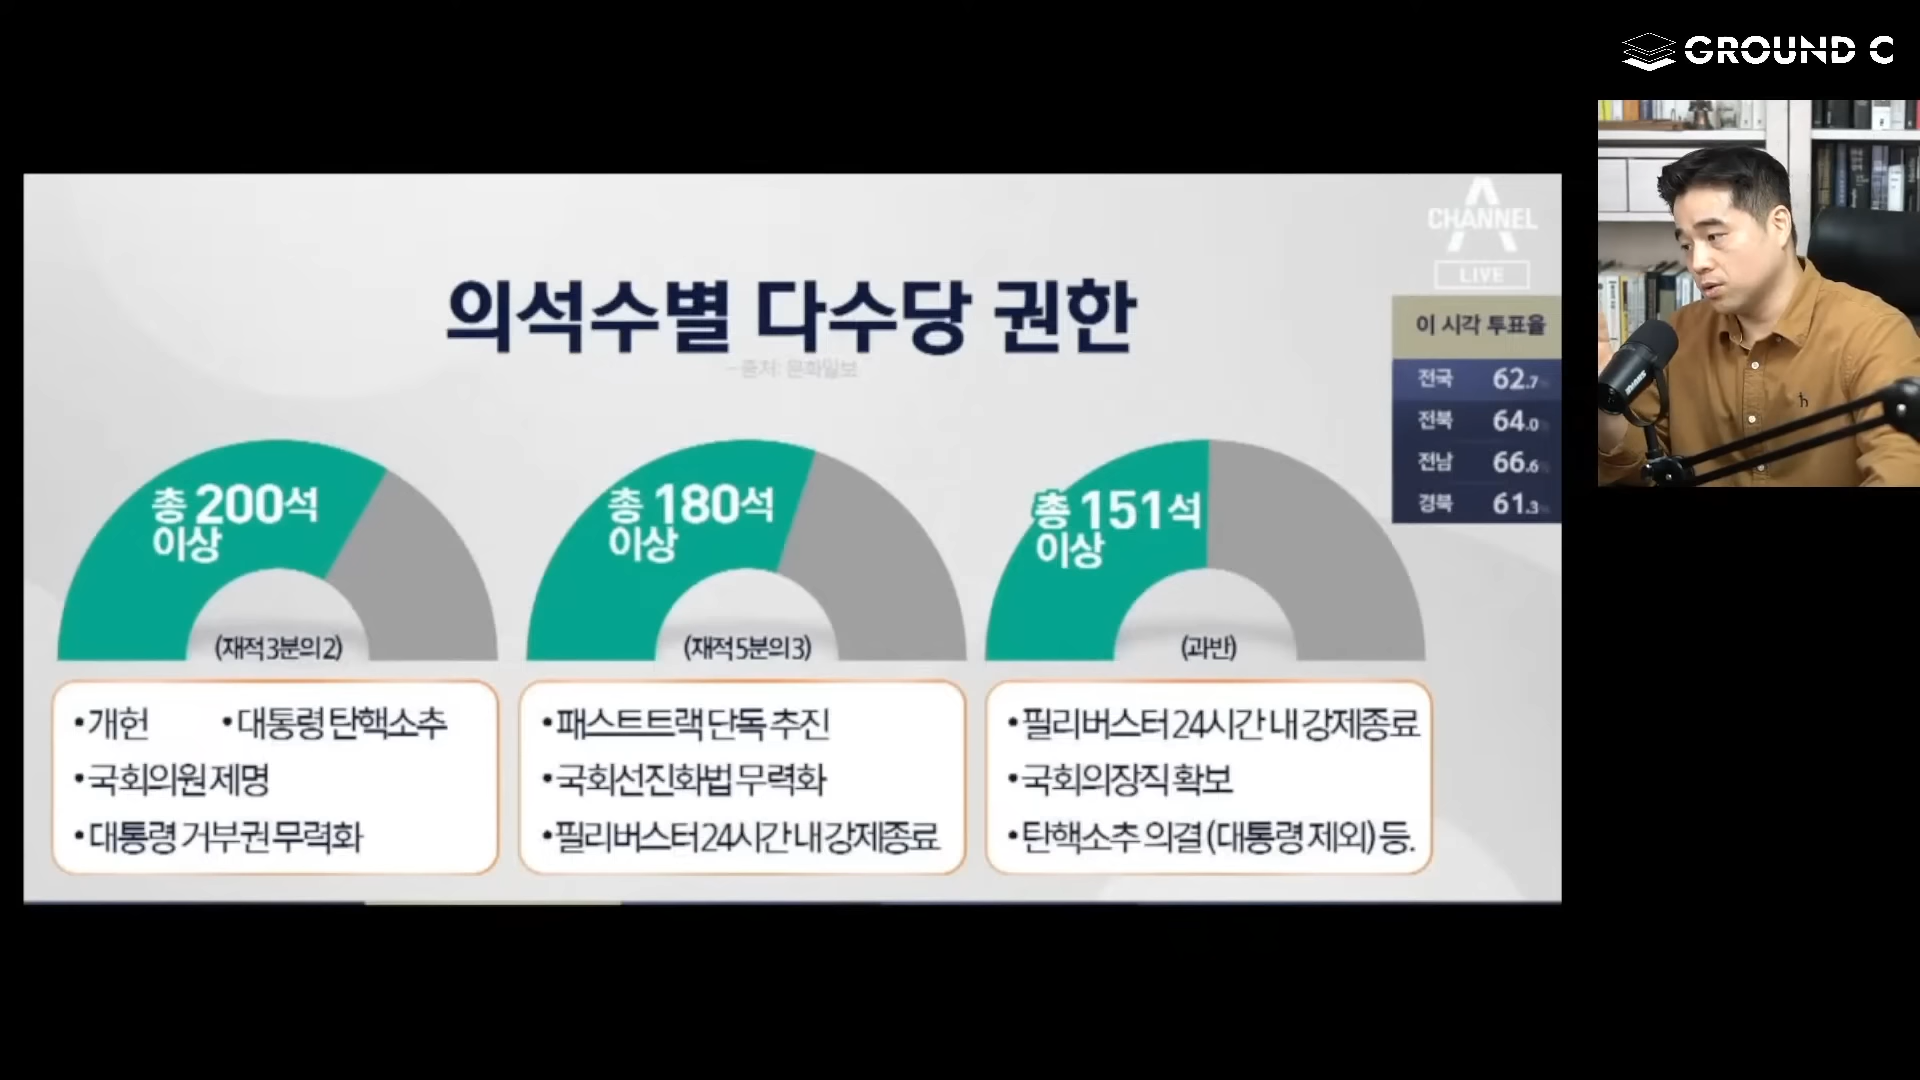 GROUND C
CHANNEL
LIVE
의석수별 다수당 권한
- 출처: 문화일보
이 시각 투표율
전국 62.7%
전북 64.0%
전남 66.6%
경북 61.3%
총 200석
이상
(재적 3분의 2)
• 개헌 • 대통령 탄핵소추
• 국회의원 제명
• 대통령 거부권 무력화
총 180석
이상
(재적 5분의 3)
• 패스트트랙 단독 추진
• 국회선진화법 무력화
• 필리버스터 24시간 내 강제종료
총 151석
이상
(과반)
• 필리버스터 24시간 내 강제종료
• 국회의장직 확보
• 탄핵소추 의결 (대통령 제외) 등.